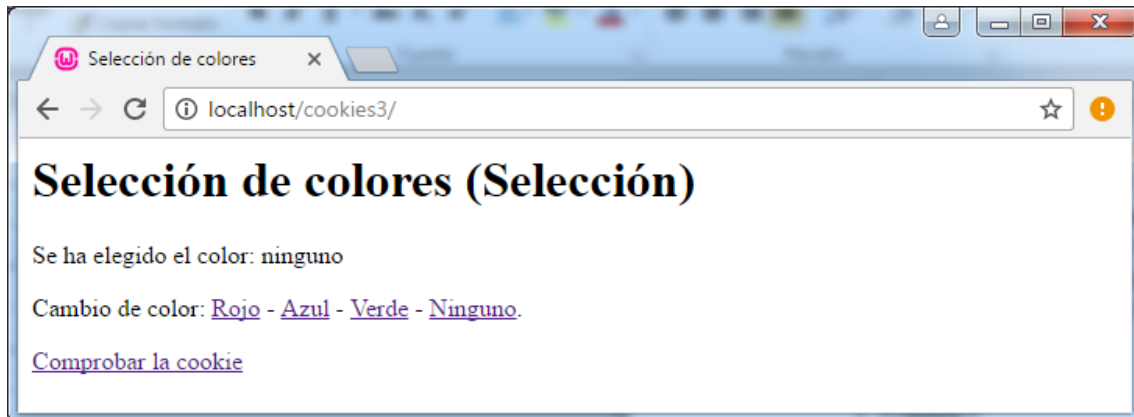 Selección de colores
localhost/cookies3/
Selección de colores (Selección)
Se ha elegido el color: ninguno
Cambio de color: Rojo - Azul - Verde - Ninguno.
Comprobar la cookie